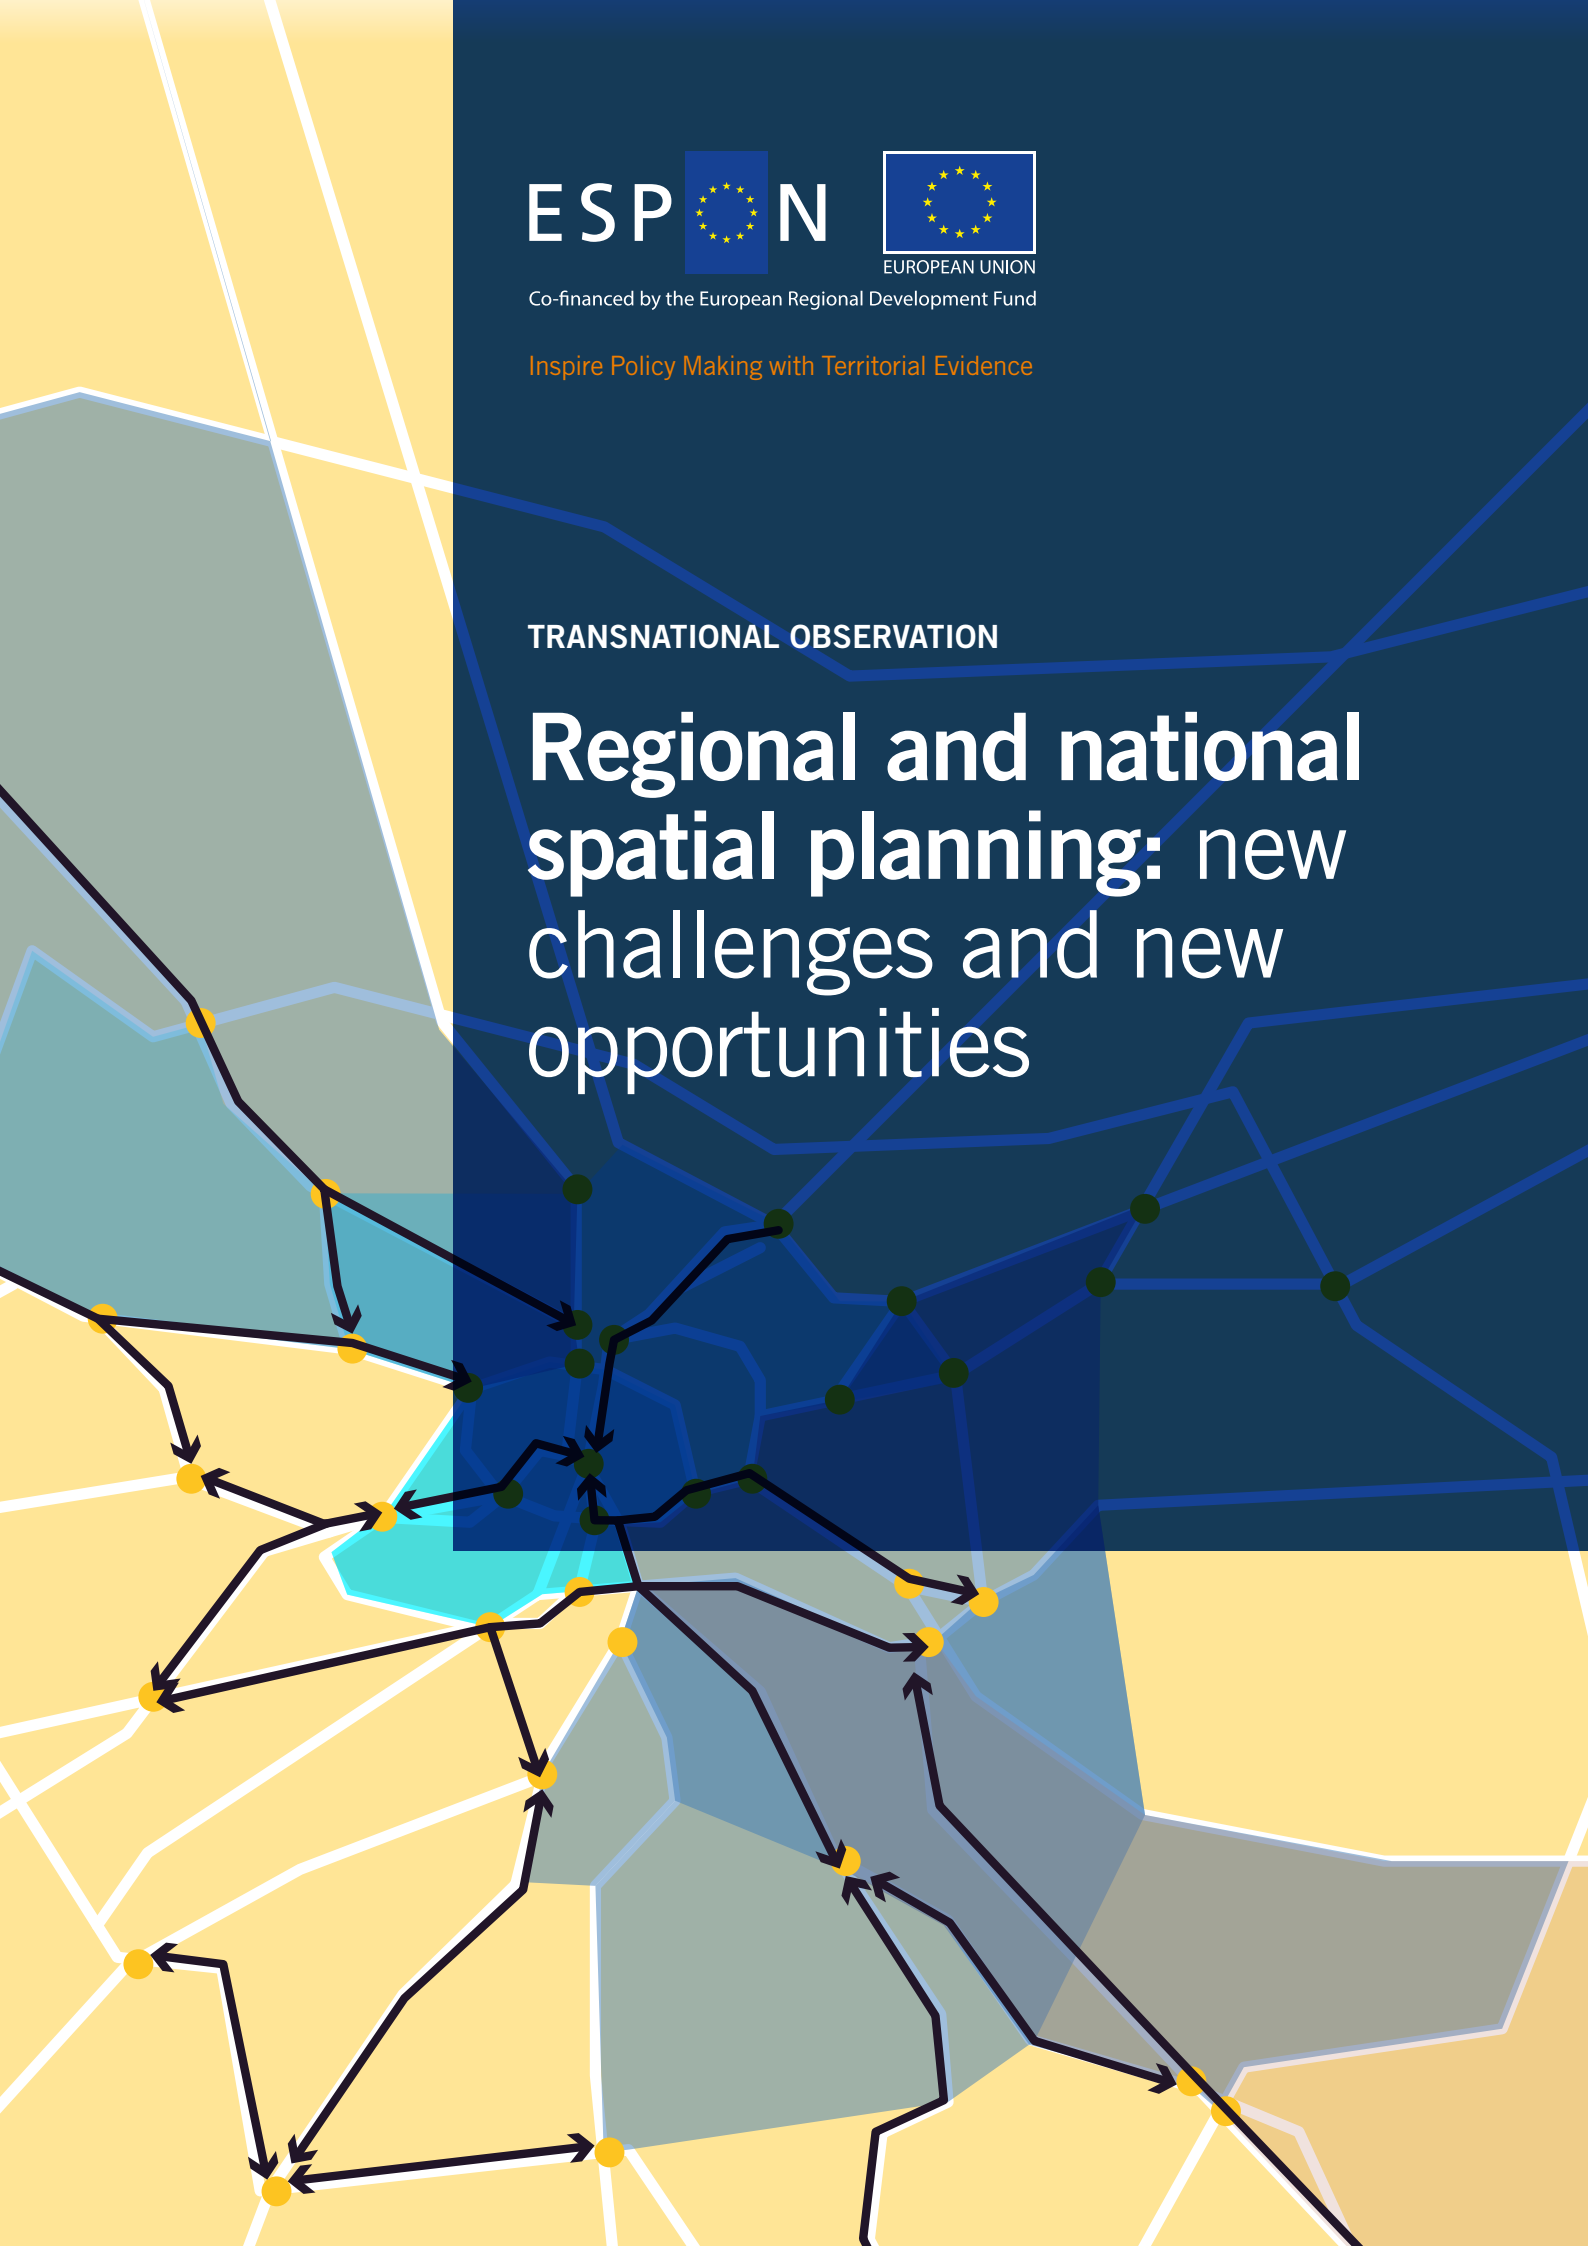 ESPON
EUROPEAN UNION
Co-financed by the European Regional Development Fund
Inspire Policy Making with Territorial Evidence
TRANSNATIONAL OBSERVATION
Regional and national
spatial planning: new
challenges and new
opportunities